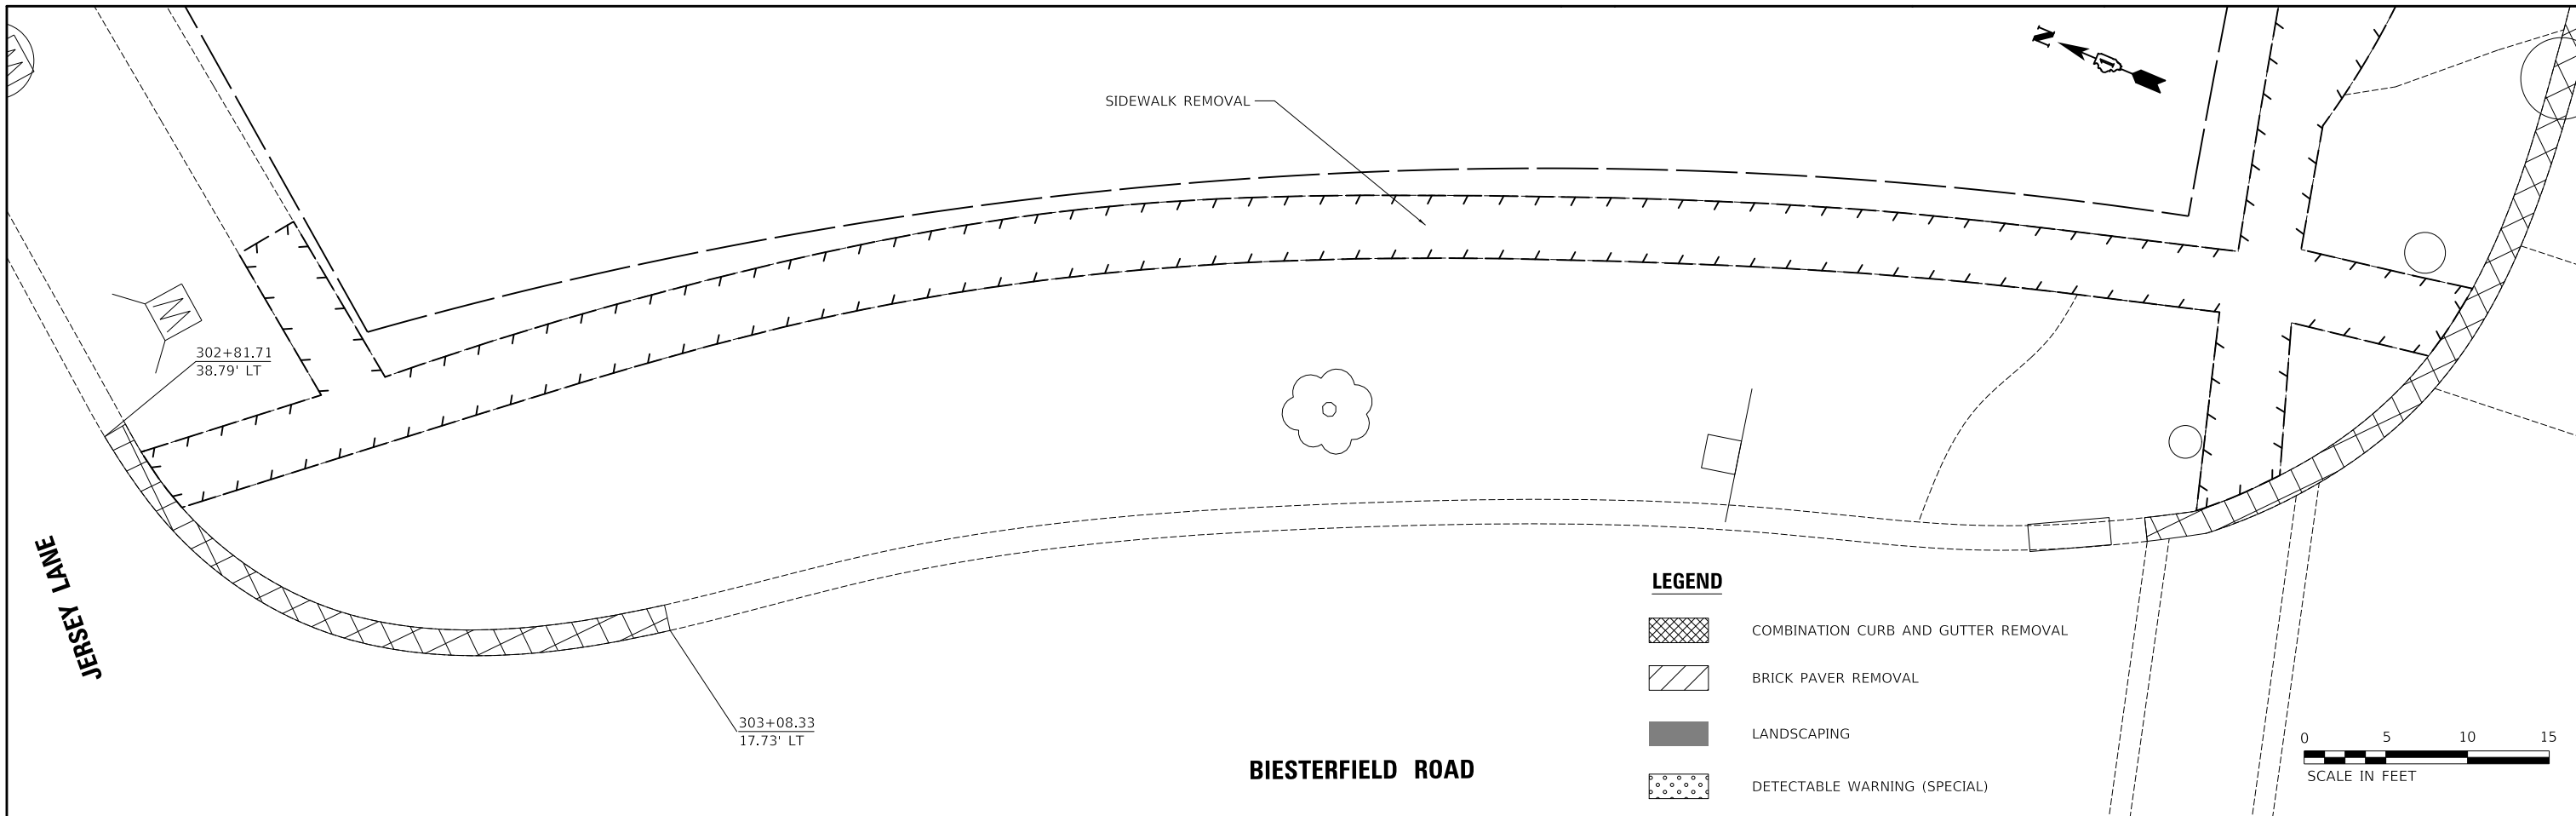 N
SIDEWALK REMOVAL
302+81.71
38.79' LT
JERSEY LANE
303+08.33
17.73' LT
BIESTERFIELD ROAD
LEGEND
COMBINATION CURB AND GUTTER REMOVAL
BRICK PAVER REMOVAL
LANDSCAPING
DETECTABLE WARNING (SPECIAL)
0 5 10 15
SCALE IN FEET